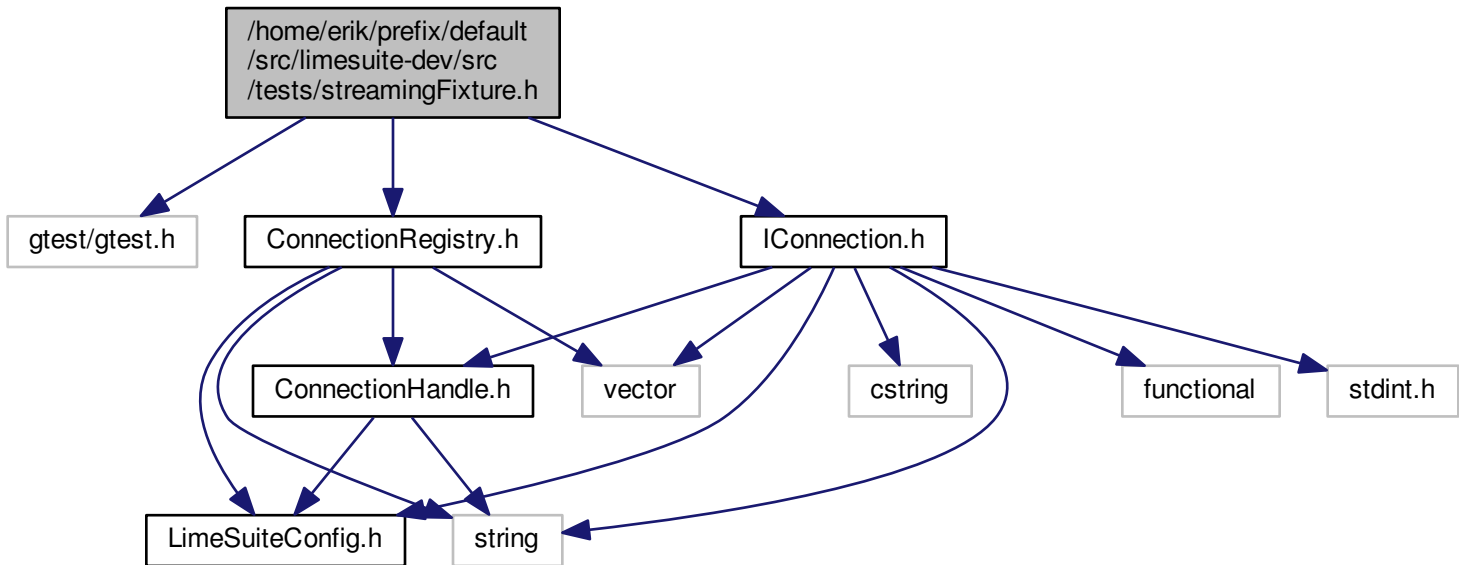 /home/erik/prefix/default
/src/limesuite-dev/src
/tests/streamingFixture.h
gtest/gtest.h
ConnectionRegistry.h
IConnection.h
ConnectionHandle.h
vector
cstring
functional
stdint.h
LimeSuiteConfig.h
string